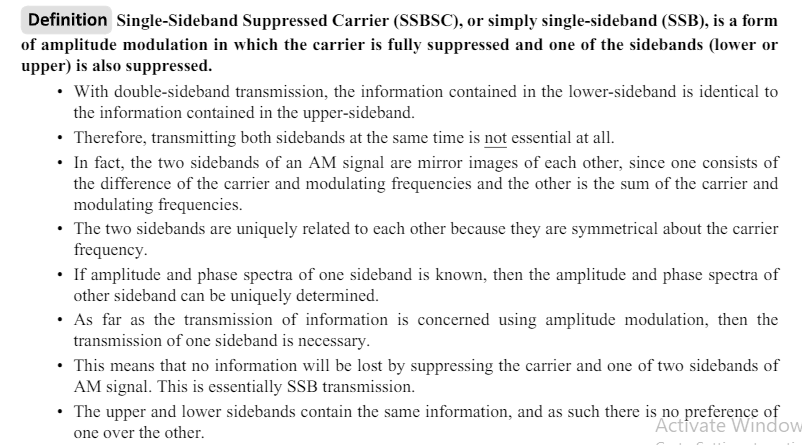 Definition Single-Sideband Suppressed Carrier (SSBSC), or simply single-sideband (SSB), is a form
of amplitude modulation in which the carrier is fully suppressed and one of the sidebands (lower or
upper) is also suppressed.
• With double-sideband transmission, the information contained in the lower-sideband is identical to
the information contained in the upper-sideband.
• Therefore, transmitting both sidebands at the same time is not essential at all.
• In fact, the two sidebands of an AM signal are mirror images of each other, since one consists of
the difference of the carrier and modulating frequencies and the other is the sum of the carrier and
modulating frequencies.
• The two sidebands are uniquely related to each other because they are symmetrical about the carrier
frequency.
• If amplitude and phase spectra of one sideband is known, then the amplitude and phase spectra of
other sideband can be uniquely determined.
• As far as the transmission of information is concerned using amplitude modulation, then the
transmission of one sideband is necessary.
• This means that no information will be lost by suppressing the carrier and one of two sidebands of
AM signal. This is essentially SSB transmission.
• The upper and lower sidebands contain the same information, and as such there is no preference of
one over the other.
Activate Window